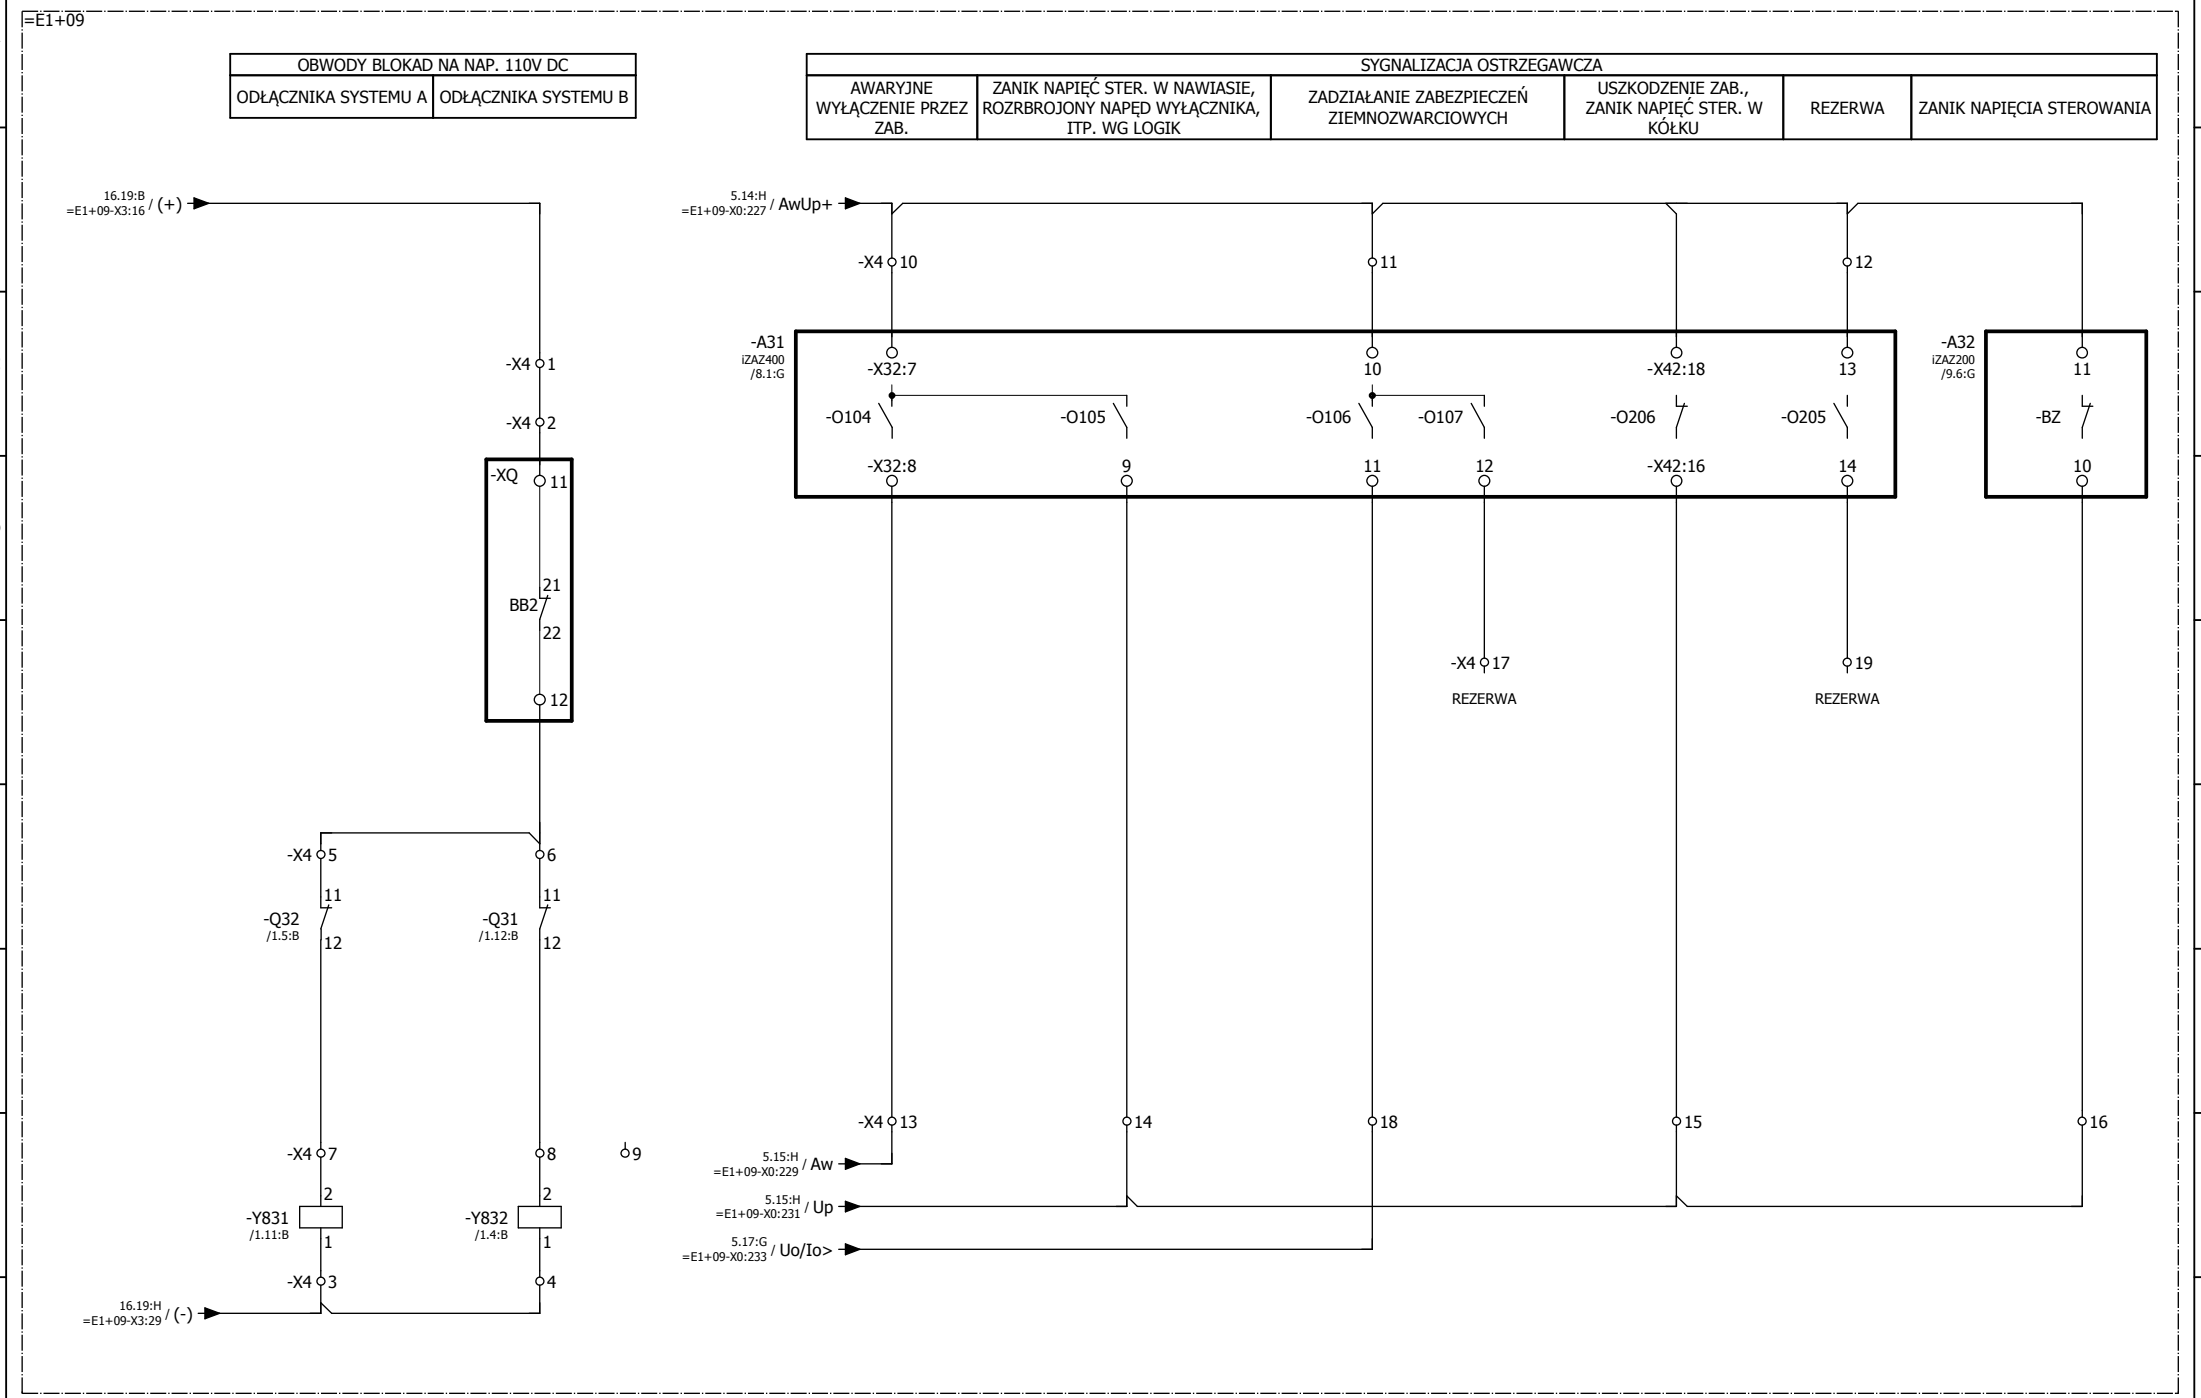 =E1+09
OBWODY BLOKAD NA NAP. 110V DC
ODŁĄCZNIKA SYSTEMU A
ODŁĄCZNIKA SYSTEMU B
SYGNALIZACJA OSTRZEGAWCZA
AWARYJNE
WYŁĄCZENIE PRZEZ
ZAB.
ZANIK NAPIĘĆ STER. W NAWIASIE,
ROZRBROJONY NAPĘD WYŁĄCZNIKA,
ITP. WG LOGIK
ZADZIAŁANIE ZABEZPIECZEŃ
ZIEMNOZWARCIOWYCH
USZKODZENIE ZAB.,
ZANIK NAPIĘĆ STER. W
KÓŁKU
REZERWA
ZANIK NAPIĘCIA STEROWANIA
16.19:B
=E1+09-X3:16 / (+)
-X4 1
-X4 2
-XQ
11
21
BB2
22
12
-X4 5
6
11
-Q32
/1.5:B
12
11
-Q31
/1.12:B
12
-X4 7
8
9
2
-Y831
/1.11:B
1
2
-Y832
/1.4:B
1
-X4 3
4
16.19:H
=E1+09-X3:29 / (-)
5.14:H
=E1+09-X0:227 / AwUp+
-X4 10
11
12
-A31
iZAZ400
/8.1:G
-X32:7
10
-X42:18
13
-O104
-O105
-O106
-O107
-O206
-O205
-X32:8
9
11
12
-X42:16
14
-A32
iZAZ200
/9.6:G
11
-BZ
10
-X4 17
REZERWA
19
REZERWA
-X4 13
14
18
15
16
5.15:H
=E1+09-X0:229 / Aw
5.15:H
=E1+09-X0:231 / Up
5.17:G
=E1+09-X0:233 / Uo/Io>